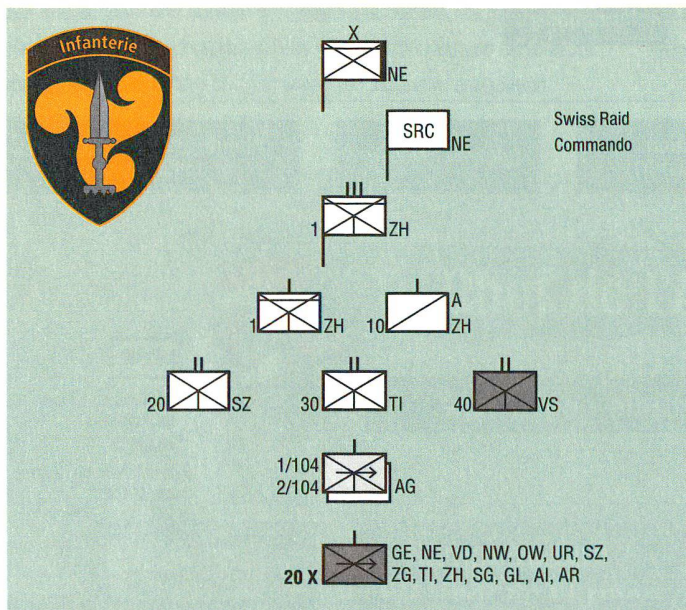 Infanterie
X
NE
SRC
NE
Swiss Raid
Commando
III
1
ZH
I
I
1
ZH
A
10
ZH
II
II
II
20
SZ
30
TI
40
VS
I
1/104
2/104
AG
I
20 X
GE, NE, VD, NW, OW, UR, SZ,
ZG, TI, ZH, SG, GL, AI, AR